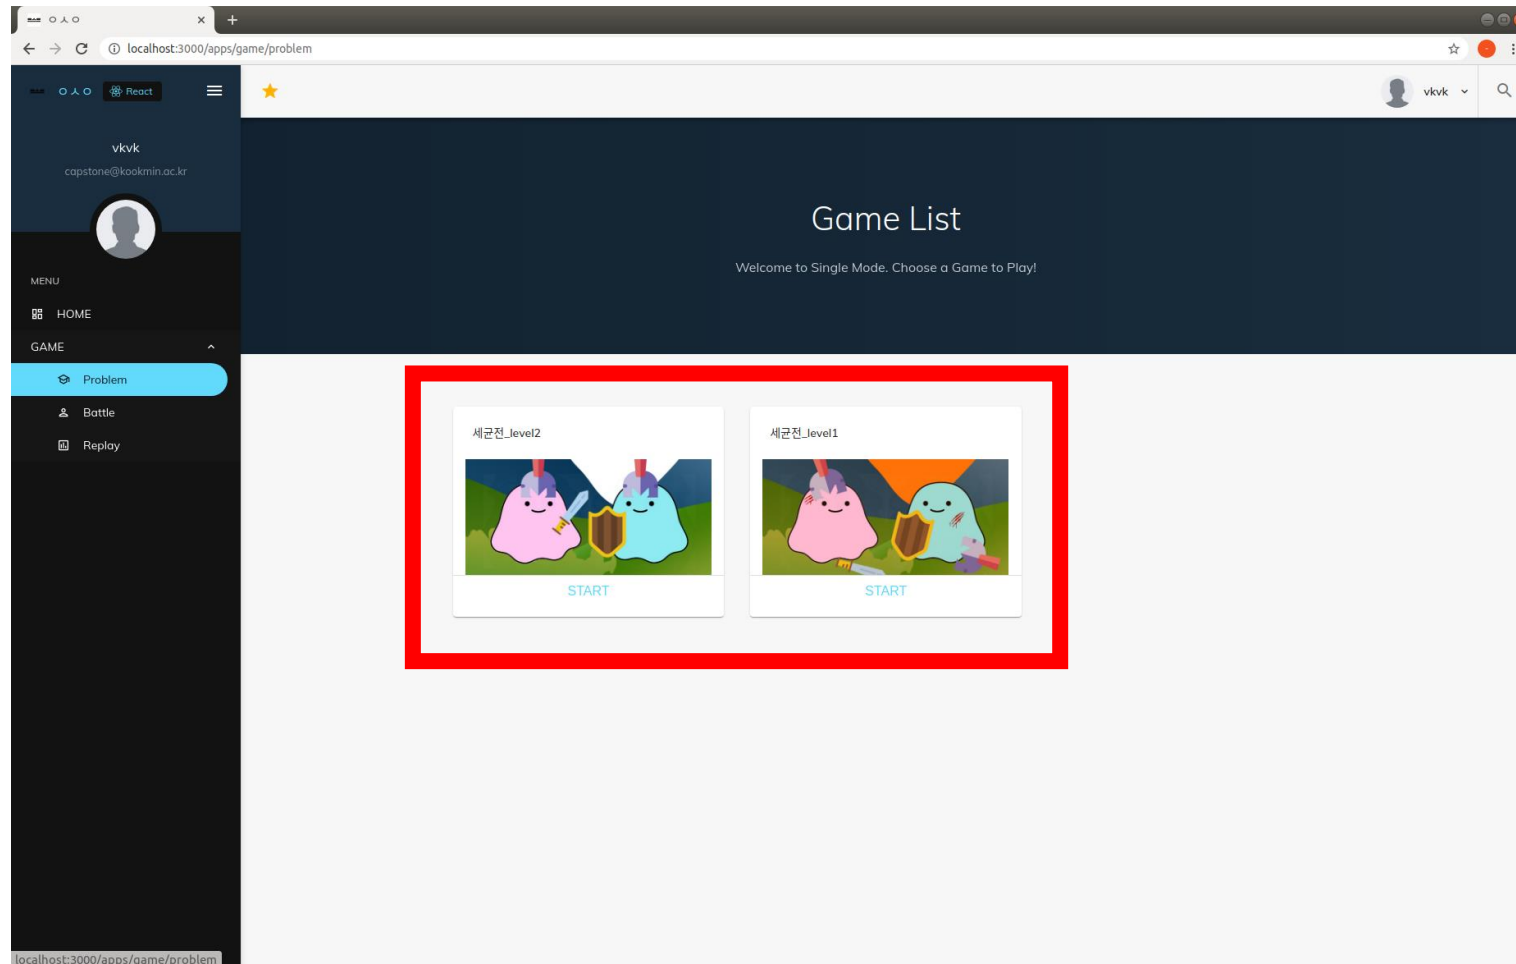 ㅇㅅㅇ
localhost:3000/apps/game/problem
ㅇㅅㅇ React
vkvk
vkvk
capstone@kookmin.ac.kr
Game List
Welcome to Single Mode. Choose a Game to Play!
MENU
HOME
GAME
Problem
Battle
Replay
세균전_level2
세균전_level1
START
START
localhost:3000/apps/game/problem